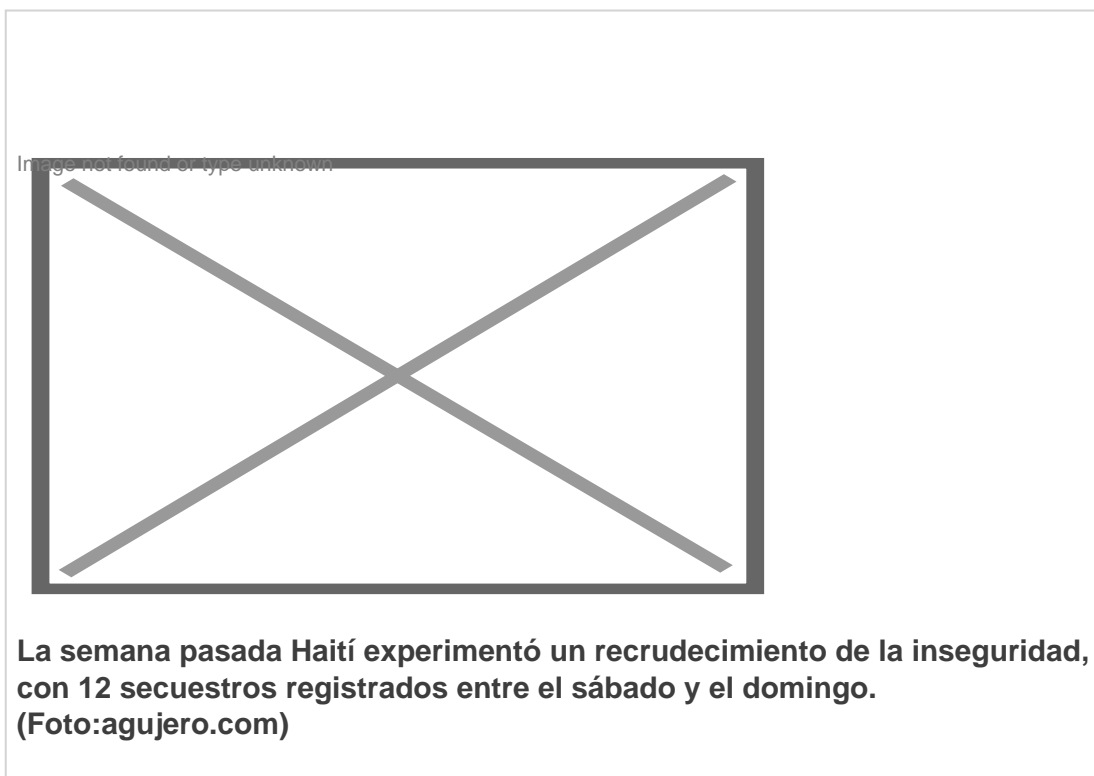 Image not found or type unknown
La semana pasada Haití experimentó un recrudecimiento de la inseguridad,
con 12 secuestros registrados entre el sábado y el domingo.
(Foto:agujero.com)